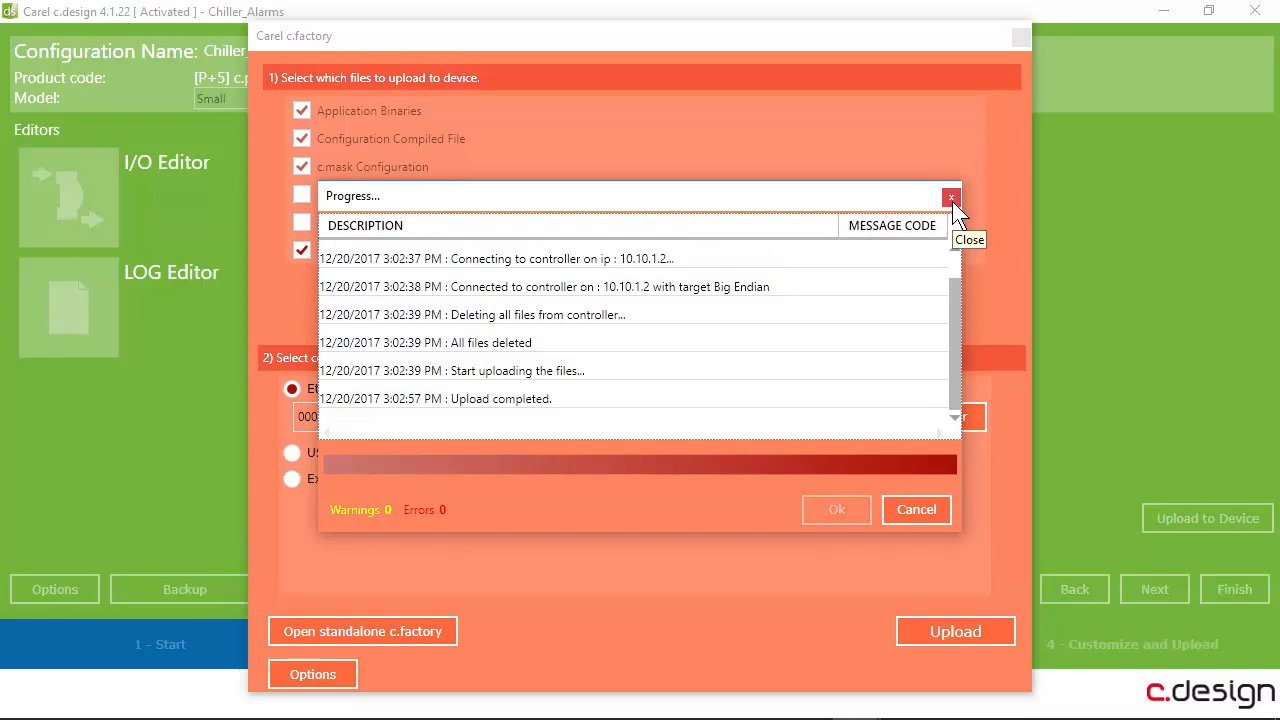 ds Carel c.design 4.1.22 [ Activated ] - Chiller_Alarms
Carel c.factory
Configuration Name: Chiller_
Product code: [P+5] c.p
Model: Small
Editors
I/O Editor
LOG Editor
1) Select which files to upload to device.
Application Binaries
Configuration Compiled File
c.mask Configuration
Progress...
x
Close
DESCRIPTION MESSAGE CODE
12/20/2017 3:02:37 PM : Connecting to controller on ip : 10.10.1.2...
12/20/2017 3:02:38 PM : Connected to controller on : 10.10.1.2 with target Big Endian
12/20/2017 3:02:39 PM : Deleting all files from controller...
12/20/2017 3:02:39 PM : All files deleted
12/20/2017 3:02:39 PM : Start uploading the files...
12/20/2017 3:02:57 PM : Upload completed.
Warnings 0 Errors 0
Ok Cancel
2) Select c
Et
000 r
US
Ex
Upload to Device
Options Backup Back Next Finish
Open standalone c.factory Upload
Options
1 - Start 4 - Customize and Upload
c.design